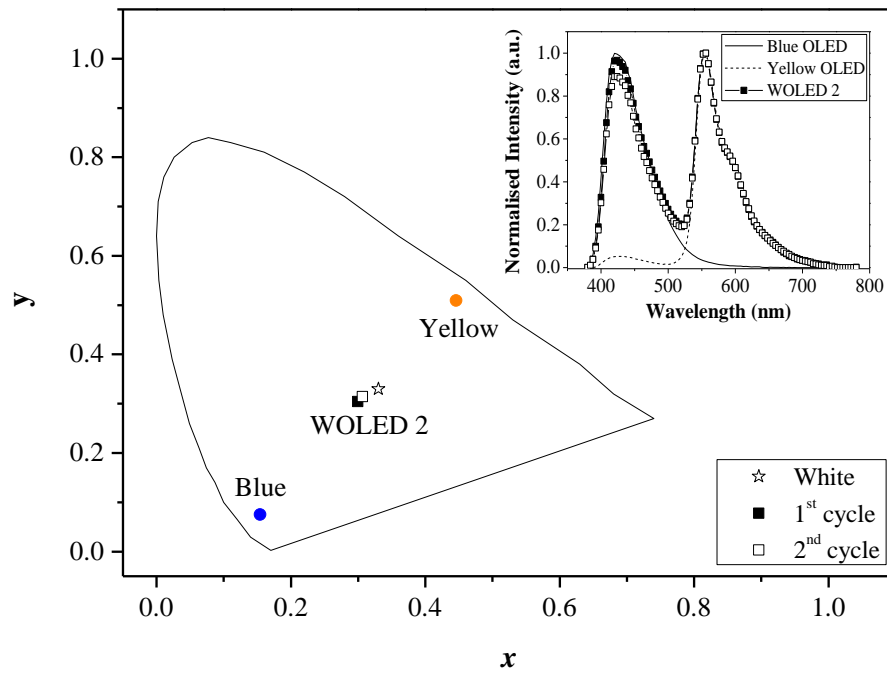 Normalised Intensity (a.u.)
1.0
0.8
0.6
0.4
0.2
0.0
400 500 600 700 800
Wavelength (nm)
Blue OLED
Yellow OLED
WOLED 2
y
1.0
0.8
0.6
0.4
0.2
0.0
Yellow
WOLED 2
Blue
White
1st cycle
2nd cycle
0.0 0.2 0.4 0.6 0.8 1.0
x